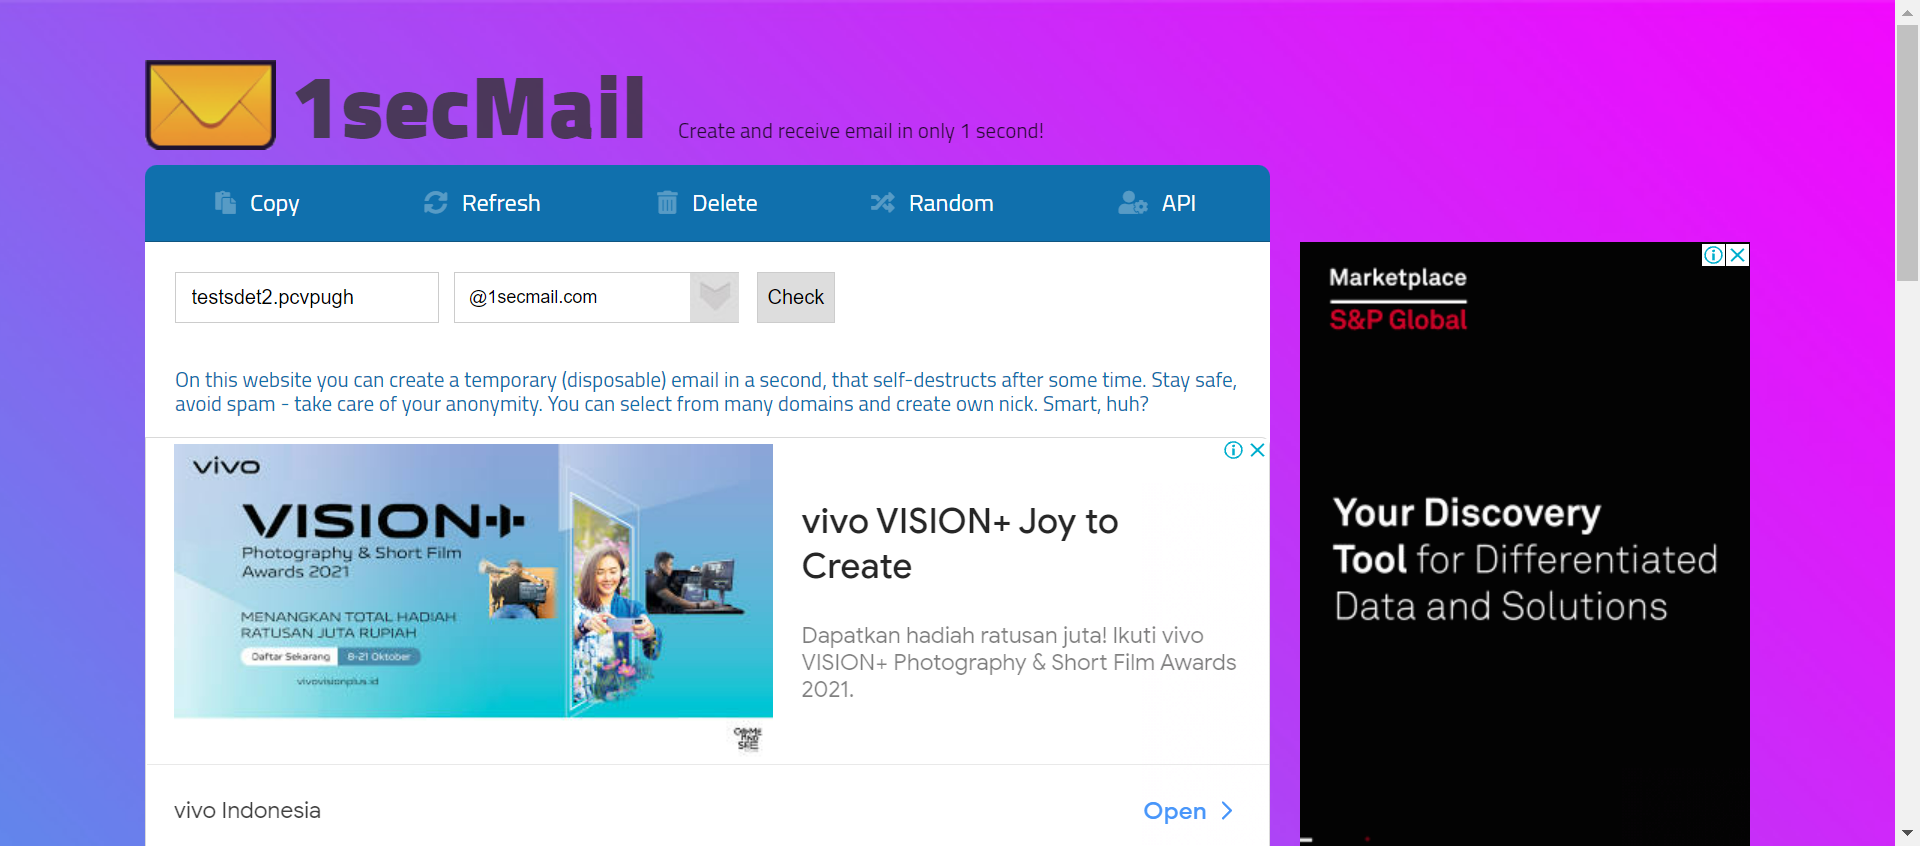 1secMail
Create and receive email in only 1 second!
Copy
Refresh
Delete
Random
API
testsdet2.pcvpugh
@1secmail.com
Check
On this website you can create a temporary (disposable) email in a second, that self-destructs after some time. Stay safe,
avoid spam - take care of your anonymity. You can select from many domains and create own nick. Smart, huh?
vivo
VISION+
Photography & Short Film
Awards 2021
MENANGKAN TOTAL HADIAH
RATUSAN JUTA RUPIAH
Daftar Sekarang
8-21 Oktober
vivovisionplus.id
COME
AND
SEE
vivo VISION+ Joy to
Create
Dapatkan hadiah ratusan juta! Ikuti vivo
VISION+ Photography & Short Film Awards
2021.
vivo Indonesia
Open
Marketplace
S&P Global
Your Discovery
Tool for Differentiated
Data and Solutions